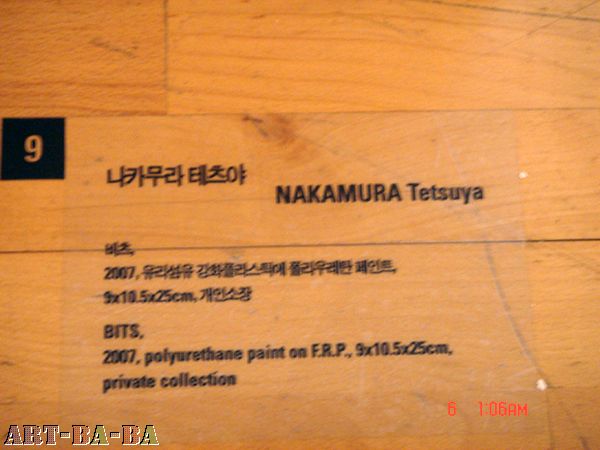 9
나카무라 테츠야
NAKAMURA Tetsuya
비츠,
2007, 유리섬유 강화플라스틱에 폴리우레탄 페인트,
9x10.5x25cm, 개인소장
BITS,
2007, polyurethane paint on F.R.P., 9x10.5x25cm,
private collection
6 1:06AM
ART-BA-BA